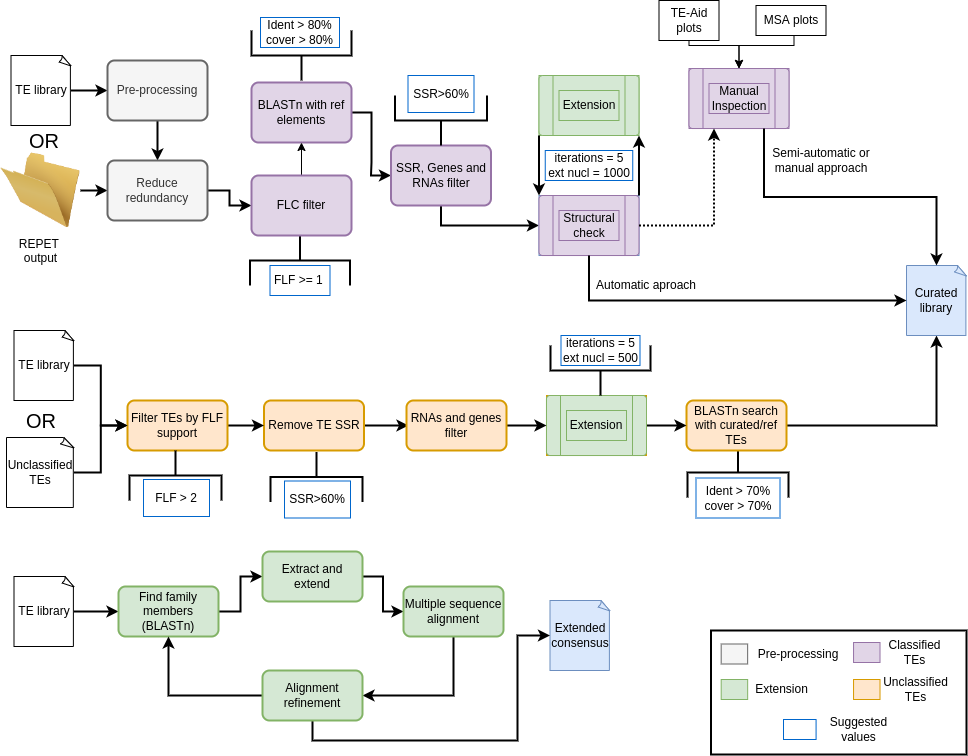 TE library
OR
REPET
output
Pre-processing
Reduce
redundancy
Ident > 80%
cover > 80%
BLASTn with ref
elements
FLC filter
FLF >= 1
SSR>60%
SSR, Genes and
RNAs filter
Extension
iterations = 5
ext nucl = 1000
Structural
check
TE-Aid
plots
MSA plots
Manual
Inspection
Semi-automatic or
manual approach
Automatic aproach
Curated
library
TE library
OR
Unclassified
TEs
Filter TEs by FLF
support
FLF > 2
Remove TE SSR
SSR>60%
RNAs and genes
filter
iterations = 5
ext nucl = 500
Extension
BLASTn search
with curated/ref
TEs
Ident > 70%
cover > 70%
TE library
Find family
members
(BLASTn)
Extract and
extend
Multiple sequence
alignment
Alignment
refinement
Extended
consensus
Pre-processing
Classified
TEs
Extension
Unclassified
TEs
Suggested
values